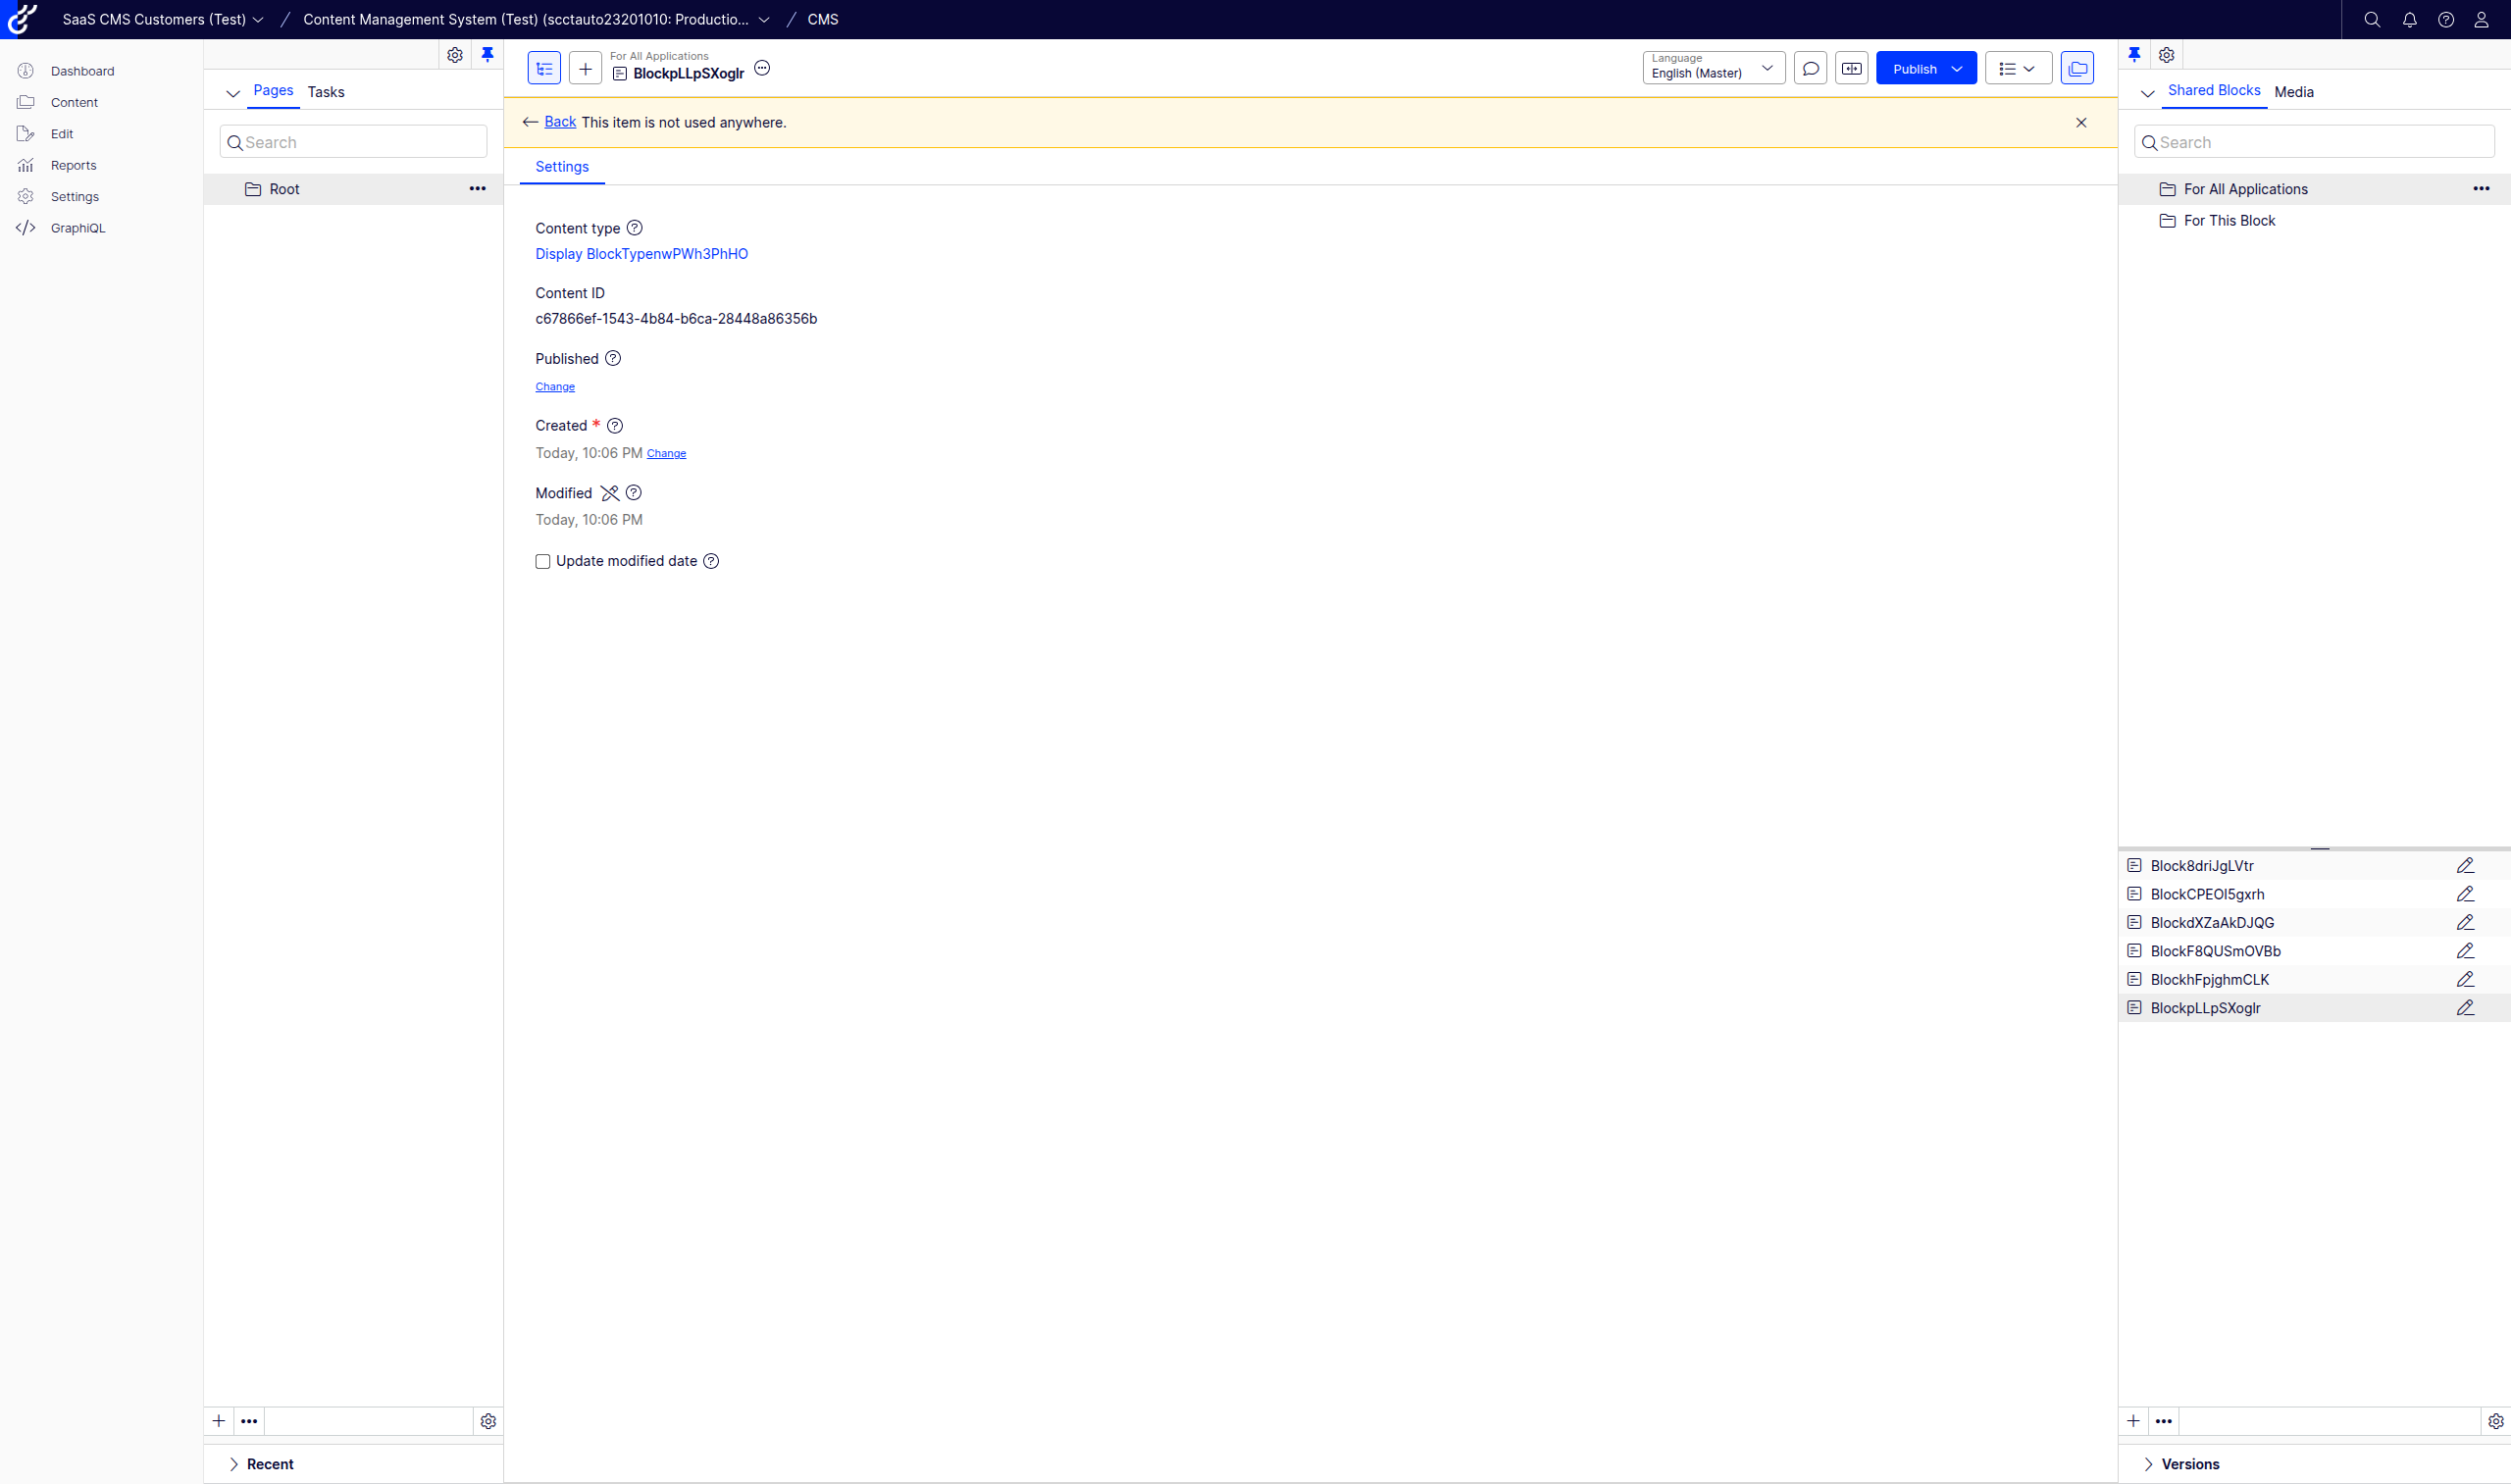 SaaS CMS Customers (Test) / Content Management System (Test) (scctauto23201010: Productio... / CMS
Dashboard
Content
Edit
Reports
Settings
GraphiQL
Pages Tasks
Search
Root
Recent
For All Applications
BlockpLLpSXoglr
Language
English (Master)
Publish
Back This item is not used anywhere.
Settings
Content type
Display BlockTypenwPWh3PhHO
Content ID
c67866ef-1543-4b84-b6ca-28448a86356b
Published
Change
Created *
Today, 10:06 PM Change
Modified
Today, 10:06 PM
Update modified date
Shared Blocks Media
Search
For All Applications
For This Block
Block8driJgLVtr
BlockCPEOI5gxrh
BlockdXZaAkDJQG
BlockF8QUSmOVBb
BlockhFpjghmCLK
BlockpLLpSXoglr
Versions